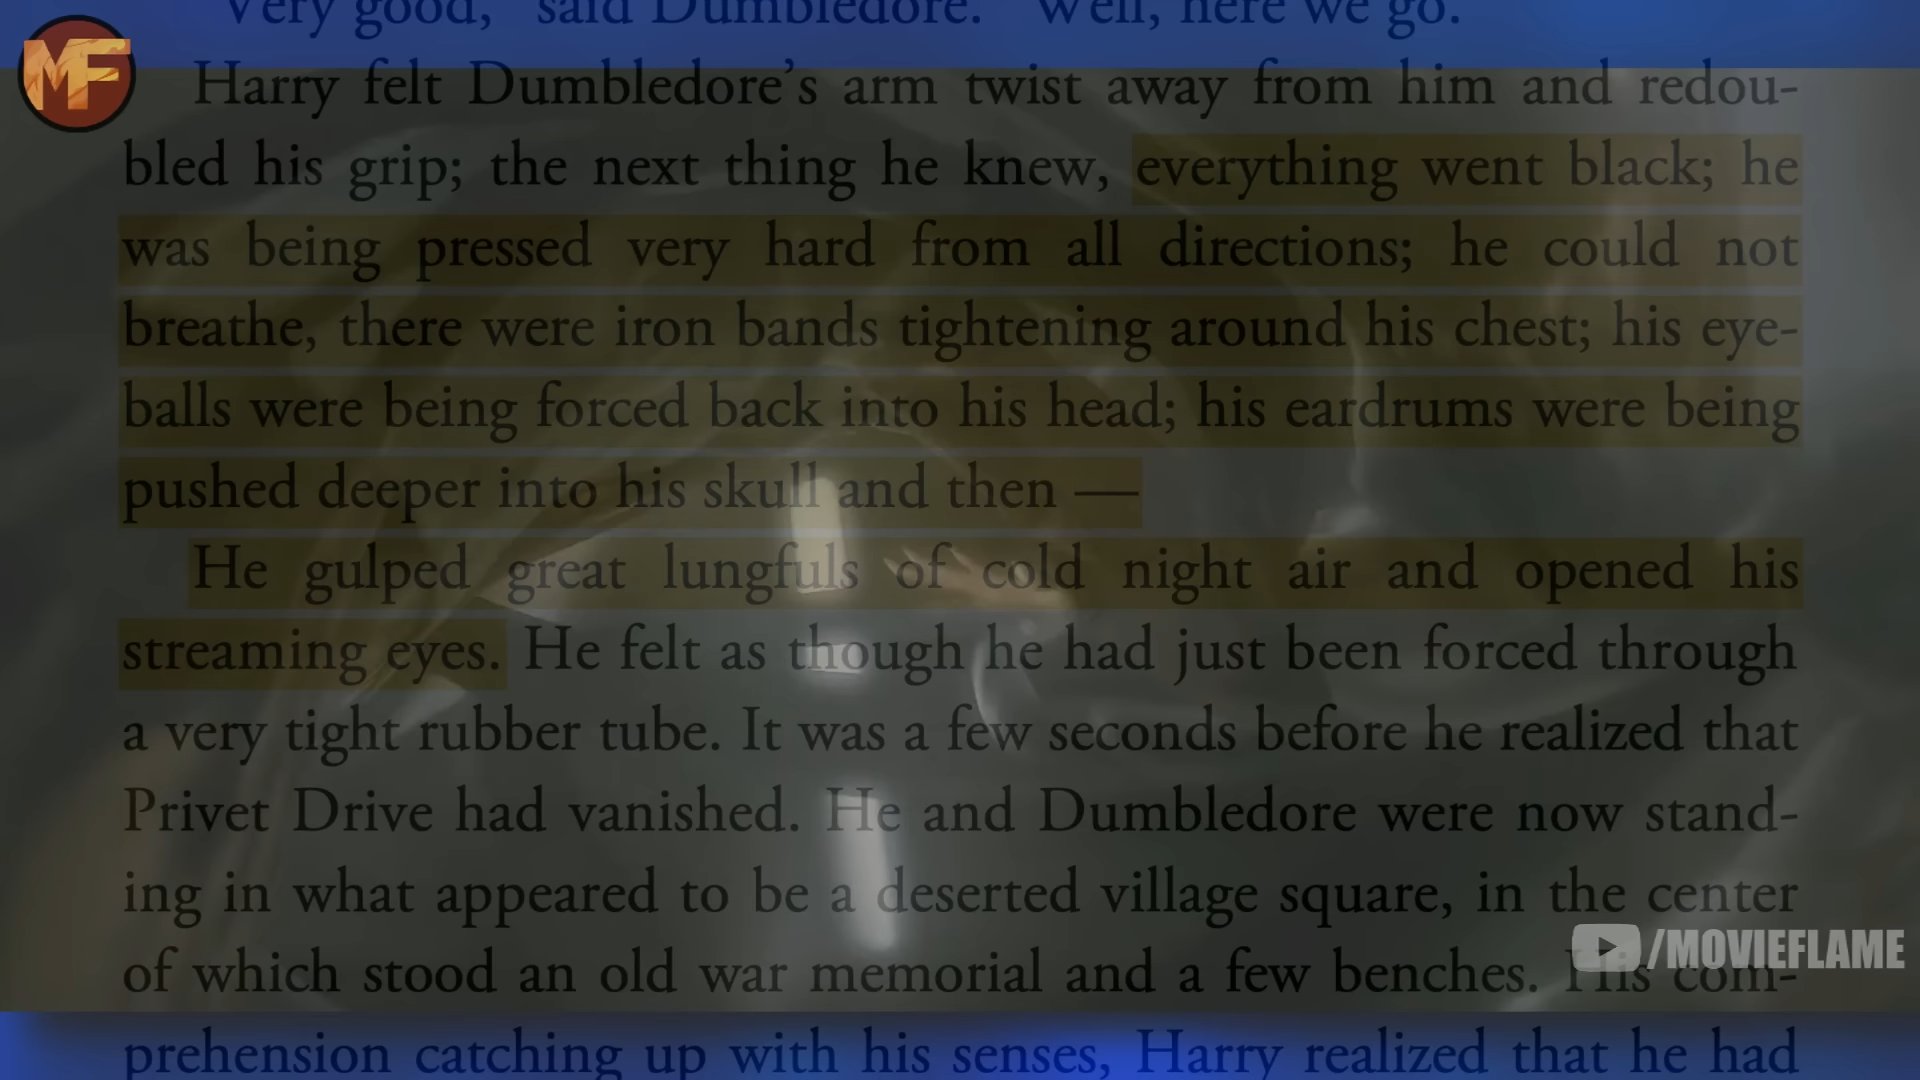 MF
"Very good," said Dumbledore. "Well, here we go."
Harry felt Dumbledore's arm twist away from him and redou-
bled his grip; the next thing he knew, everything went black; he
was being pressed very hard from all directions; he could not
breathe, there were iron bands tightening around his chest; his eye-
balls were being forced back into his head; his eardrums were being
pushed deeper into his skull and then —
He gulped great lungfuls of cold night air and opened his
streaming eyes. He felt as though he had just been forced through
a very tight rubber tube. It was a few seconds before he realized that
Privet Drive had vanished. He and Dumbledore were now stand-
ing in what appeared to be a deserted village square, in the center
of which stood an old war memorial and a few benches. His com-
/MOVIEFLAME
prehension catching up with his senses, Harry realized that he had